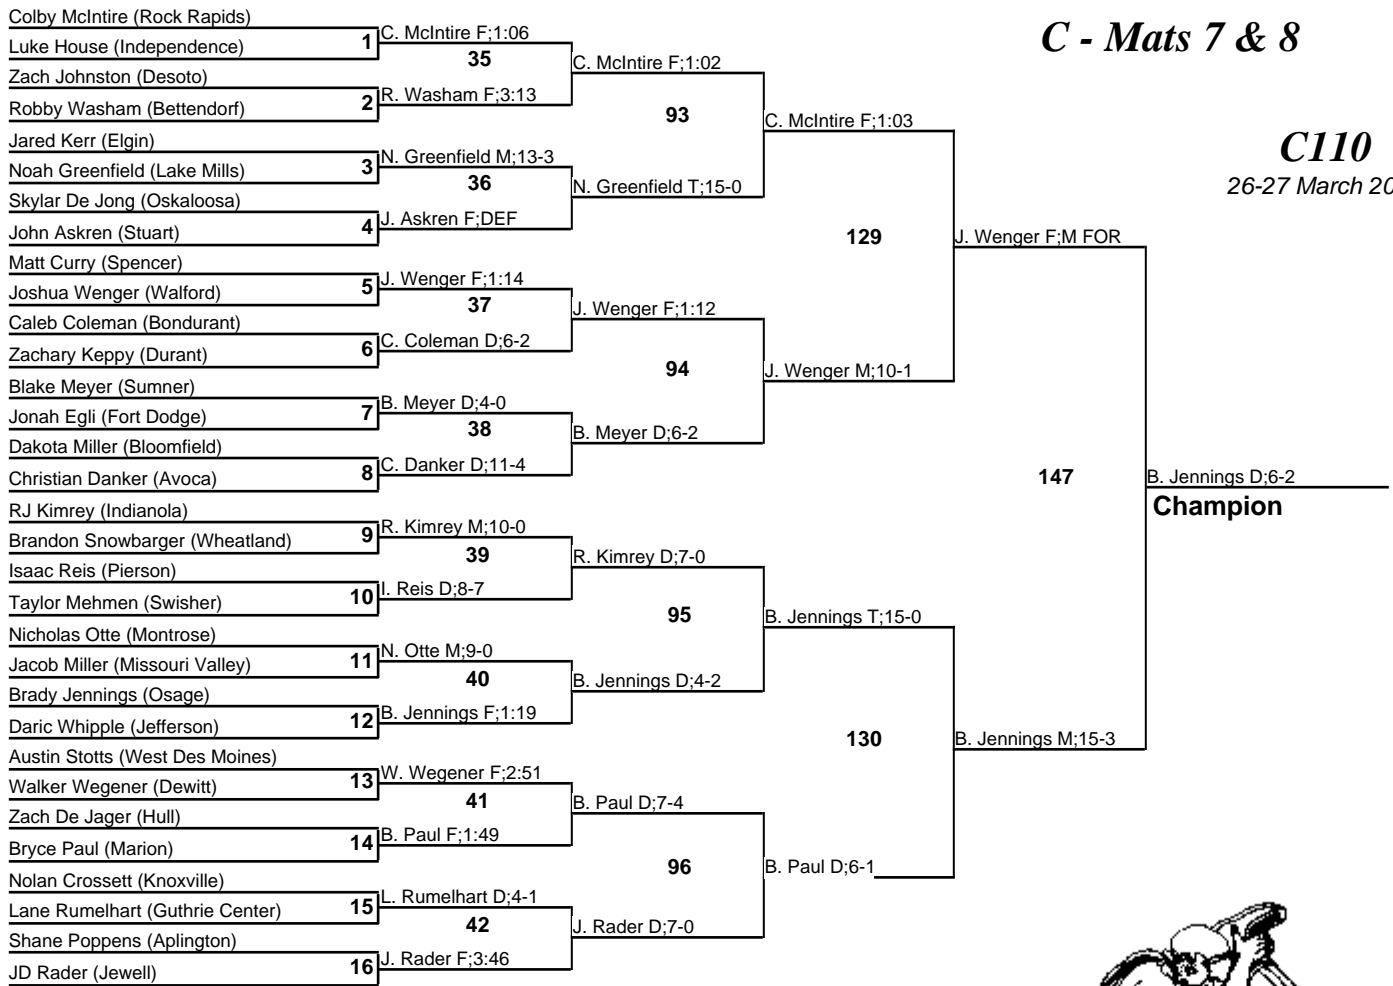 C - Mats 7 & 8
C110
26-27 March 20
Colby McIntire (Rock Rapids)
Luke House (Independence)
Zach Johnston (Desoto)
Robby Washam (Bettendorf)
Jared Kerr (Elgin)
Noah Greenfield (Lake Mills)
Skylar De Jong (Oskaloosa)
John Askren (Stuart)
Matt Curry (Spencer)
Joshua Wenger (Walford)
Caleb Coleman (Bondurant)
Zachary Keppy (Durant)
Blake Meyer (Sumner)
Jonah Egli (Fort Dodge)
Dakota Miller (Bloomfield)
Christian Danker (Avoca)
RJ Kimrey (Indianola)
Brandon Snowbarger (Wheatland)
Isaac Reis (Pierson)
Taylor Mehmen (Swisher)
Nicholas Otte (Montrose)
Jacob Miller (Missouri Valley)
Brady Jennings (Osage)
Daric Whipple (Jefferson)
Austin Stotts (West Des Moines)
Walker Wegener (Dewitt)
Zach De Jager (Hull)
Bryce Paul (Marion)
Nolan Crossett (Knoxville)
Lane Rumelhart (Guthrie Center)
Shane Poppens (Aplington)
JD Rader (Jewell)
1
2
3
4
5
6
7
8
9
10
11
12
13
14
15
16
C. McIntire F;1:06
35
R. Washam F;3:13
N. Greenfield M;13-3
36
J. Askren F;DEF
J. Wenger F;1:14
37
C. Coleman D;6-2
B. Meyer D;4-0
38
C. Danker D;11-4
R. Kimrey M;10-0
39
I. Reis D;8-7
N. Otte M;9-0
40
B. Jennings F;1:19
W. Wegener F;2:51
41
B. Paul F;1:49
L. Rumelhart D;4-1
42
J. Rader F;3:46
C. McIntire F;1:02
93
N. Greenfield T;15-0
J. Wenger F;1:12
94
B. Meyer D;6-2
R. Kimrey D;7-0
95
B. Jennings D;4-2
B. Paul D;7-4
96
J. Rader D;7-0
C. McIntire F;1:03
129
J. Wenger M;10-1
B. Jennings T;15-0
130
B. Paul D;6-1
J. Wenger F;M FOR
147
B. Jennings M;15-3
B. Jennings D;6-2
Champion